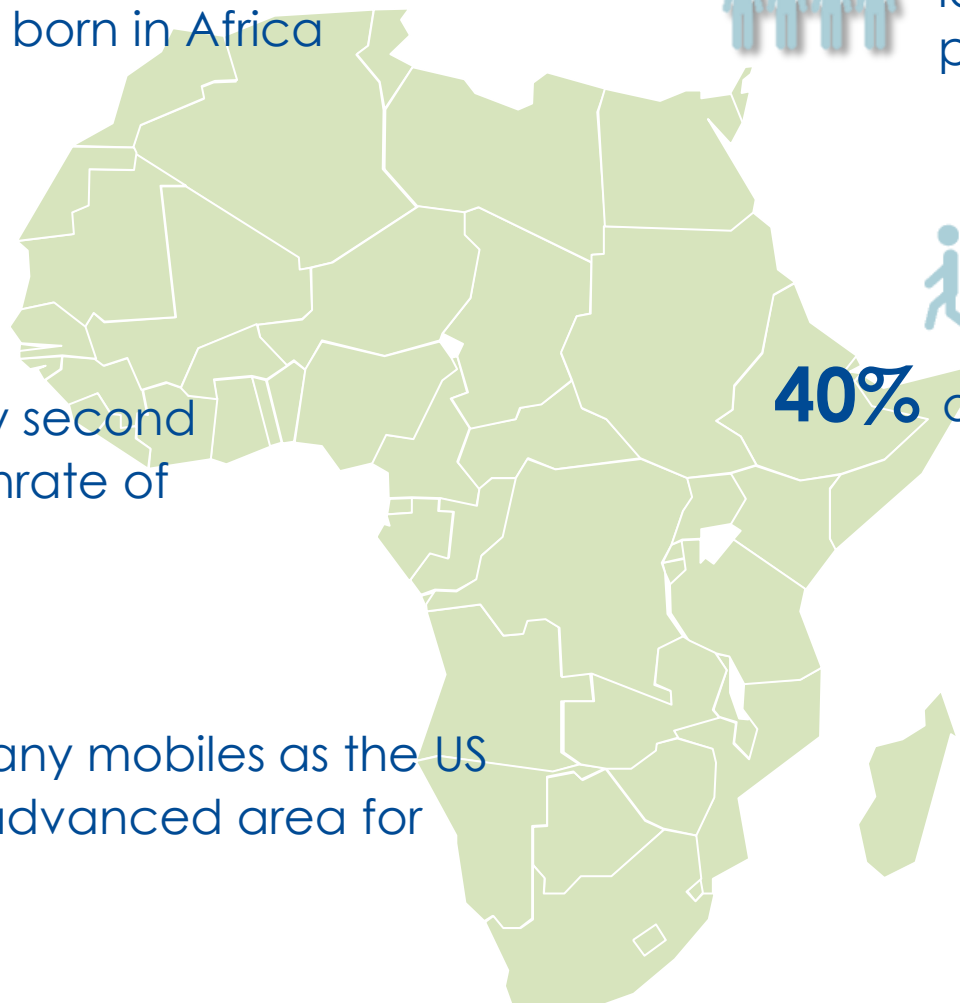 born in Africa
40%
second
rate of
any mobiles as the US
advanced area for